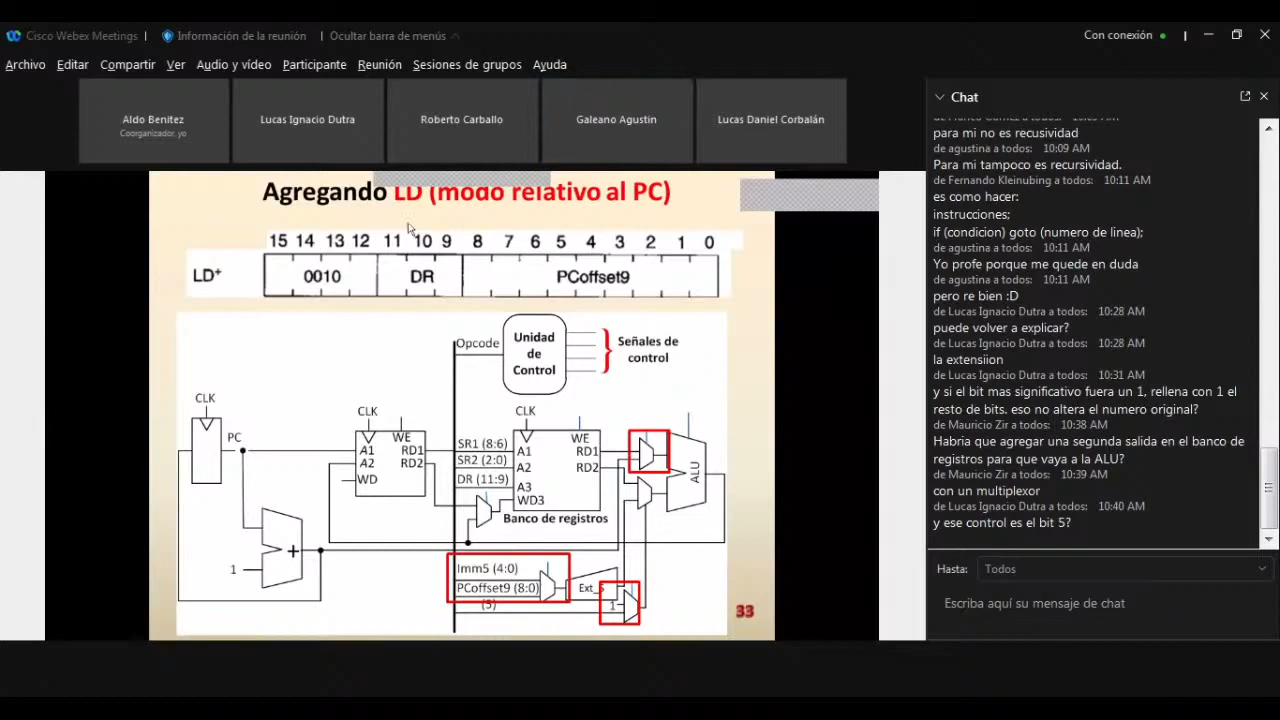 Cisco Webex Meetings | Información de la reunión | Ocultar barra de menús
Con conexión
Archivo Editar Compartir Ver Audio y vídeo Participante Reunión Sesiones de grupos Ayuda
Aldo Benitez
Coorganizador, yo
Lucas Ignacio Dutra
Roberto Carballo
Galeano Agustin
Lucas Daniel Corbalán
Agregando LD (modo relativo al PC)
15 14 13 12 11 10 9 8 7 6 5 4 3 2 1 0
LD+ 0010 DR PCoffset9
Opcode
Unidad
de
Control
Señales de
control
CLK
PC
CLK
WE
A1 RD1
A2 RD2
WD
CLK
WE
SR1 (8:6) A1 RD1
SR2 (2:0) A2 RD2
DR (11:9) A3
WD3
Banco de registros
ALU
+
1
Imm5 (4:0)
PCoffset9 (8:0)
Ext_S
(5)
1
33
Chat
para mi no es recusividad
de agustina a todos: 10:09 AM
Para mi tampoco es recursividad.
de Fernando Kleinubing a todos: 10:11 AM
es como hacer:
instrucciones;
if (condicion) goto (numero de linea);
de agustina a todos: 10:11 AM
Yo profe porque me quede en duda
de agustina a todos: 10:11 AM
pero re bien :D
de Lucas Ignacio Dutra a todos: 10:28 AM
puede volver a explicar?
de Lucas Ignacio Dutra a todos: 10:28 AM
la extensiion
de Lucas Ignacio Dutra a todos: 10:31 AM
y si el bit mas significativo fuera un 1, rellena con 1 el
resto de bits. eso no altera el numero original?
de Mauricio Zir a todos: 10:38 AM
Habria que agregar una segunda salida en el banco de
registros para que vaya a la ALU?
de Mauricio Zir a todos: 10:39 AM
con un multiplexor
de Mauricio Zir a todos: 10:40 AM
y ese control es el bit 5?
Hasta: Todos
Escriba aquí su mensaje de chat